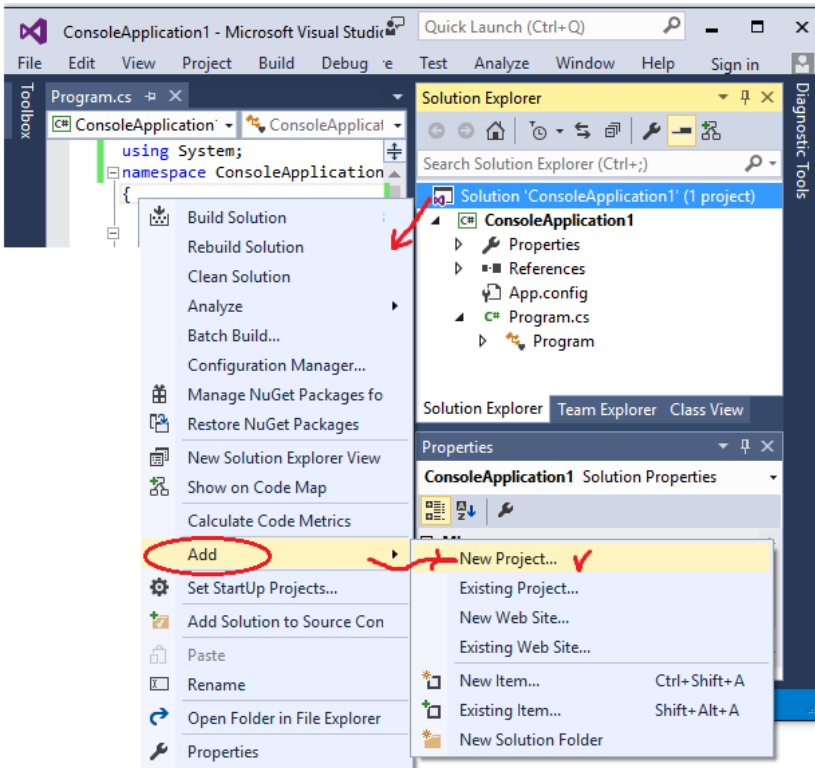 ConsoleApplication1 - Microsoft Visual Studio
Quick Launch (Ctrl+Q)
File Edit View Project Build Debug Test Analyze Window Help Sign in
Toolbox
Program.cs
ConsoleApplication
ConsoleApplicat
using System;
namespace ConsoleApplication
{
Solution Explorer
Search Solution Explorer (Ctrl+;)
Solution 'ConsoleApplication1' (1 project)
C# ConsoleApplication1
Properties
References
App.config
C# Program.cs
Program
Solution Explorer Team Explorer Class View
Diagnostic Tools
Properties
ConsoleApplication1 Solution Properties
Build Solution
Rebuild Solution
Clean Solution
Analyze
Batch Build...
Configuration Manager...
Manage NuGet Packages fo
Restore NuGet Packages
New Solution Explorer View
Show on Code Map
Calculate Code Metrics
Add
Set StartUp Projects...
Add Solution to Source Con
Paste
Rename
Open Folder in File Explorer
Properties
New Project...
Existing Project...
New Web Site...
Existing Web Site...
New Item... Ctrl+Shift+A
Existing Item... Shift+Alt+A
New Solution Folder